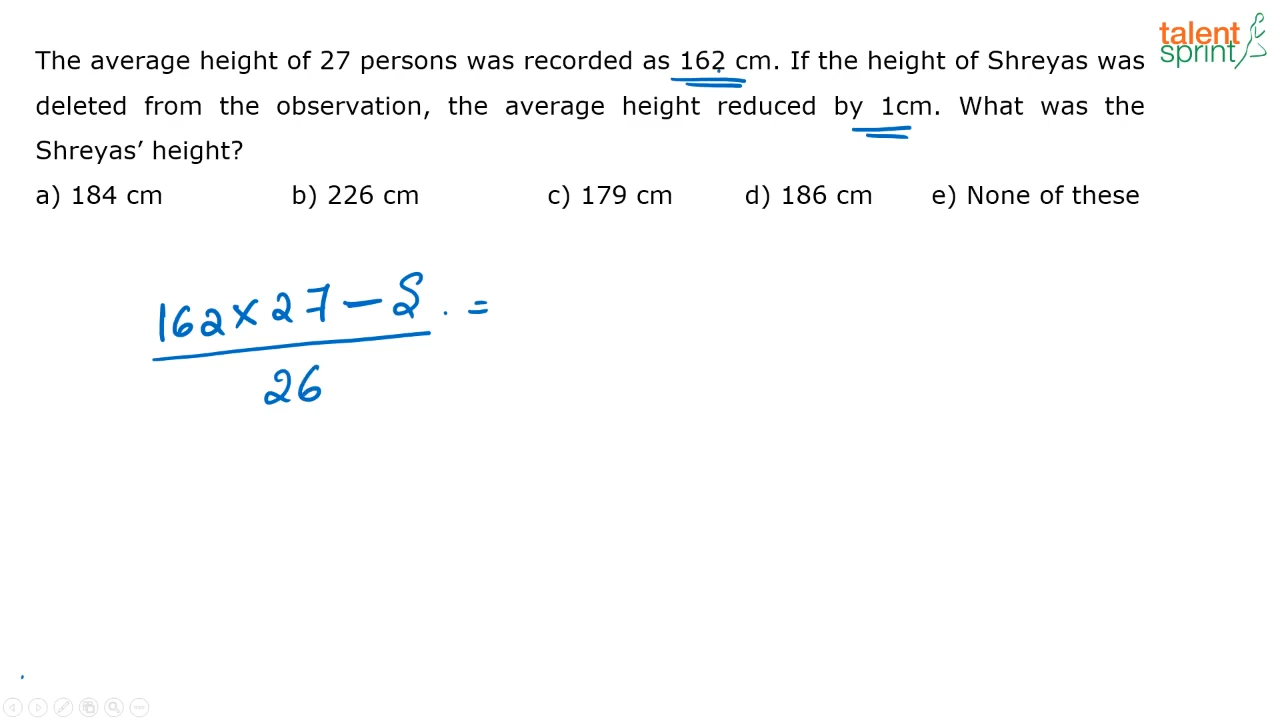 talent
sprint
The average height of 27 persons was recorded as 162 cm. If the height of Shreyas was
deleted from the observation, the average height reduced by 1cm. What was the
Shreyas’ height?
a) 184 cm b) 226 cm c) 179 cm d) 186 cm e) None of these
162 x 27 - S =
26